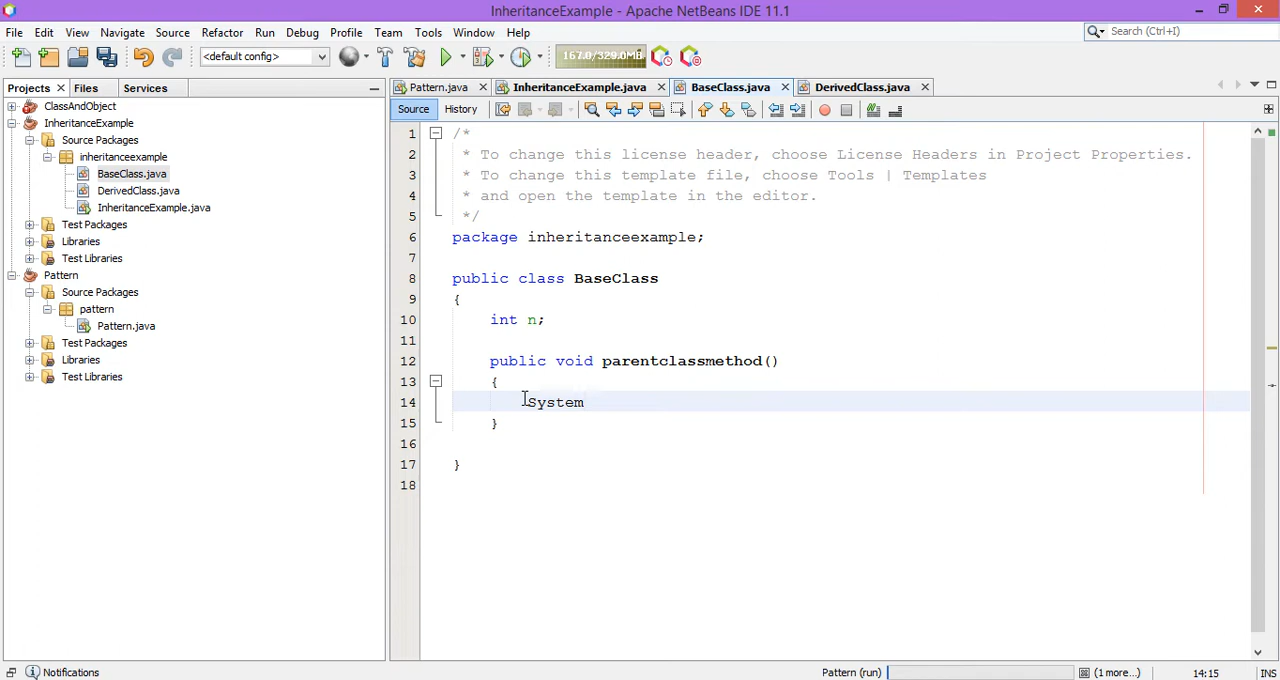 InheritanceExample - Apache NetBeans IDE 11.1
File Edit View Navigate Source Refactor Run Debug Profile Team Tools Window Help
Search (Ctrl+I)
<default config>
167.0/329.0MB
Projects Files Services
Pattern.java InheritanceExample.java BaseClass.java DerivedClass.java
Source History
ClassAndObject
InheritanceExample
Source Packages
inheritanceexample
BaseClass.java
DerivedClass.java
InheritanceExample.java
Test Packages
Libraries
Test Libraries
Pattern
Source Packages
pattern
Pattern.java
Test Packages
Libraries
Test Libraries
1 /*
2 * To change this license header, choose License Headers in Project Properties.
3 * To change this template file, choose Tools | Templates
4 * and open the template in the editor.
5 */
6 package inheritanceexample;
7
8 public class BaseClass
9 {
10 int n;
11
12 public void parentclassmethod()
13 {
14 System
15 }
16
17 }
18
Notifications
Pattern (run) (1 more...) 14:15 INS